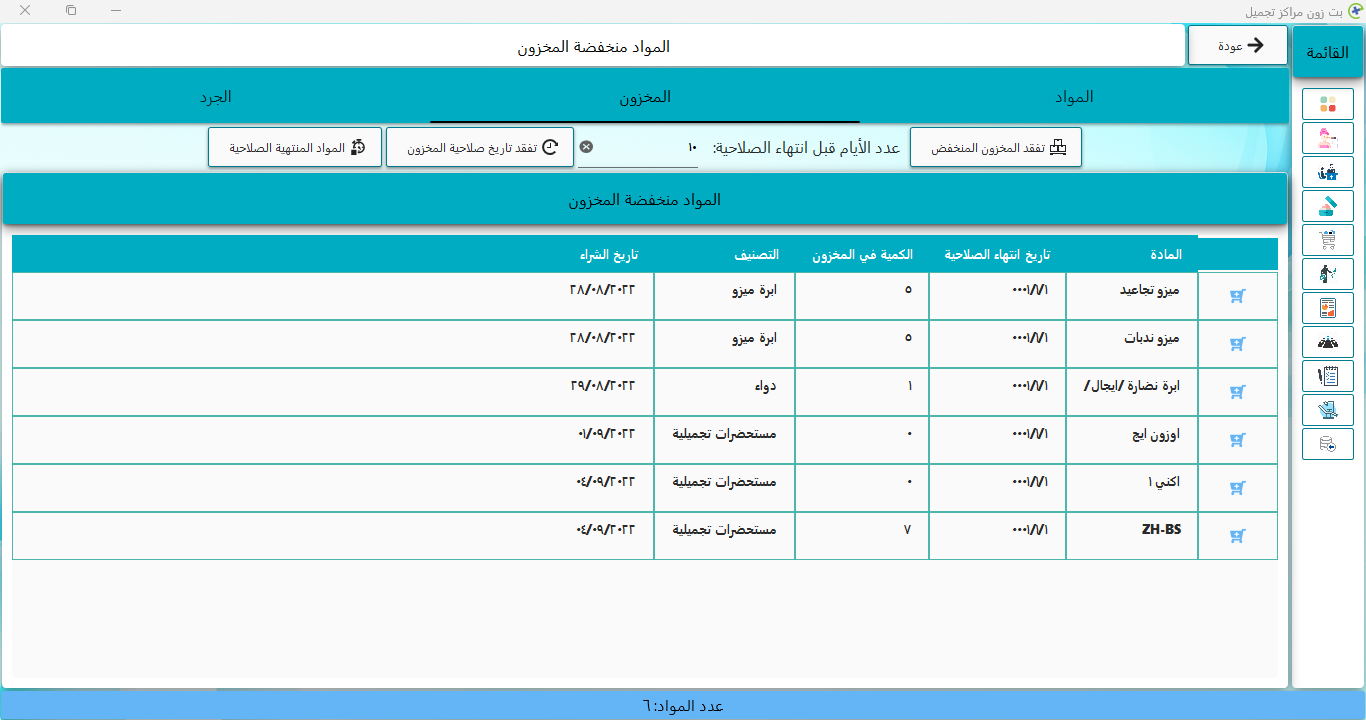 بت زون مراكز تجميل
القائمة
عودة
المواد منخفضة المخزون
المواد
المخزون
الجرد
تفقد المخزون المنخفض
عدد الأيام قبل انتهاء الصلاحية:
١٠
تفقد تاريخ صلاحية المخزون
المواد المنتهية الصلاحية
المواد منخفضة المخزون
المادة تاريخ انتهاء الصلاحية الكمية في المخزون التصنيف تاريخ الشراء
ميزو تجاعيد ٠٠٠١/١/١ ٥ ابرة ميزو ٢٨/٠٨/٢٠٢٢
ميزو ندبات ٠٠٠١/١/١ ٥ ابرة ميزو ٢٨/٠٨/٢٠٢٢
ابرة نضارة /ايجال/ ٠٠٠١/١/١ ١ دواء ٢٩/٠٨/٢٠٢٢
اوزون ايج ٠٠٠١/١/١ ٠ مستحضرات تجميلية ٠١/٠٩/٢٠٢٢
اكني ١ ٠٠٠١/١/١ ٠ مستحضرات تجميلية ٠٤/٠٩/٢٠٢٢
ZH-BS ٠٠٠١/١/١ ٧ مستحضرات تجميلية ٠٤/٠٩/٢٠٢٢
عدد المواد: ٦